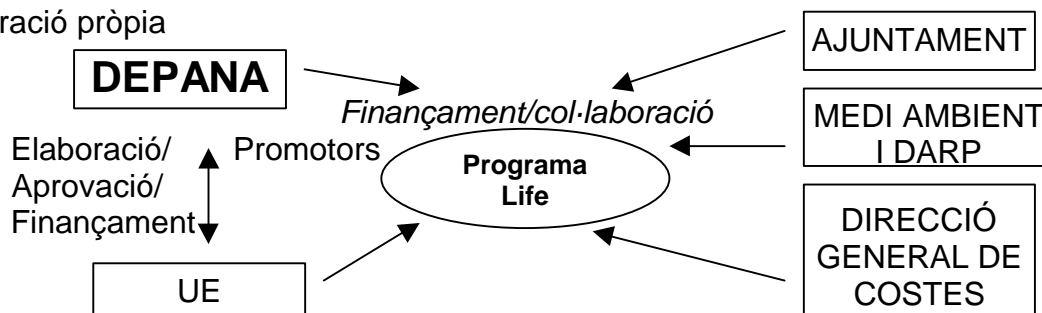 ració pròpia
DEPANA
Finançament/col·laboració
Elaboració/
Aprovació/
Finançament
Promotors
Programa
Life
UE
AJUNTAMENT
MEDI AMBIENT
I DARP
DIRECCIÓ
GENERAL DE
COSTES